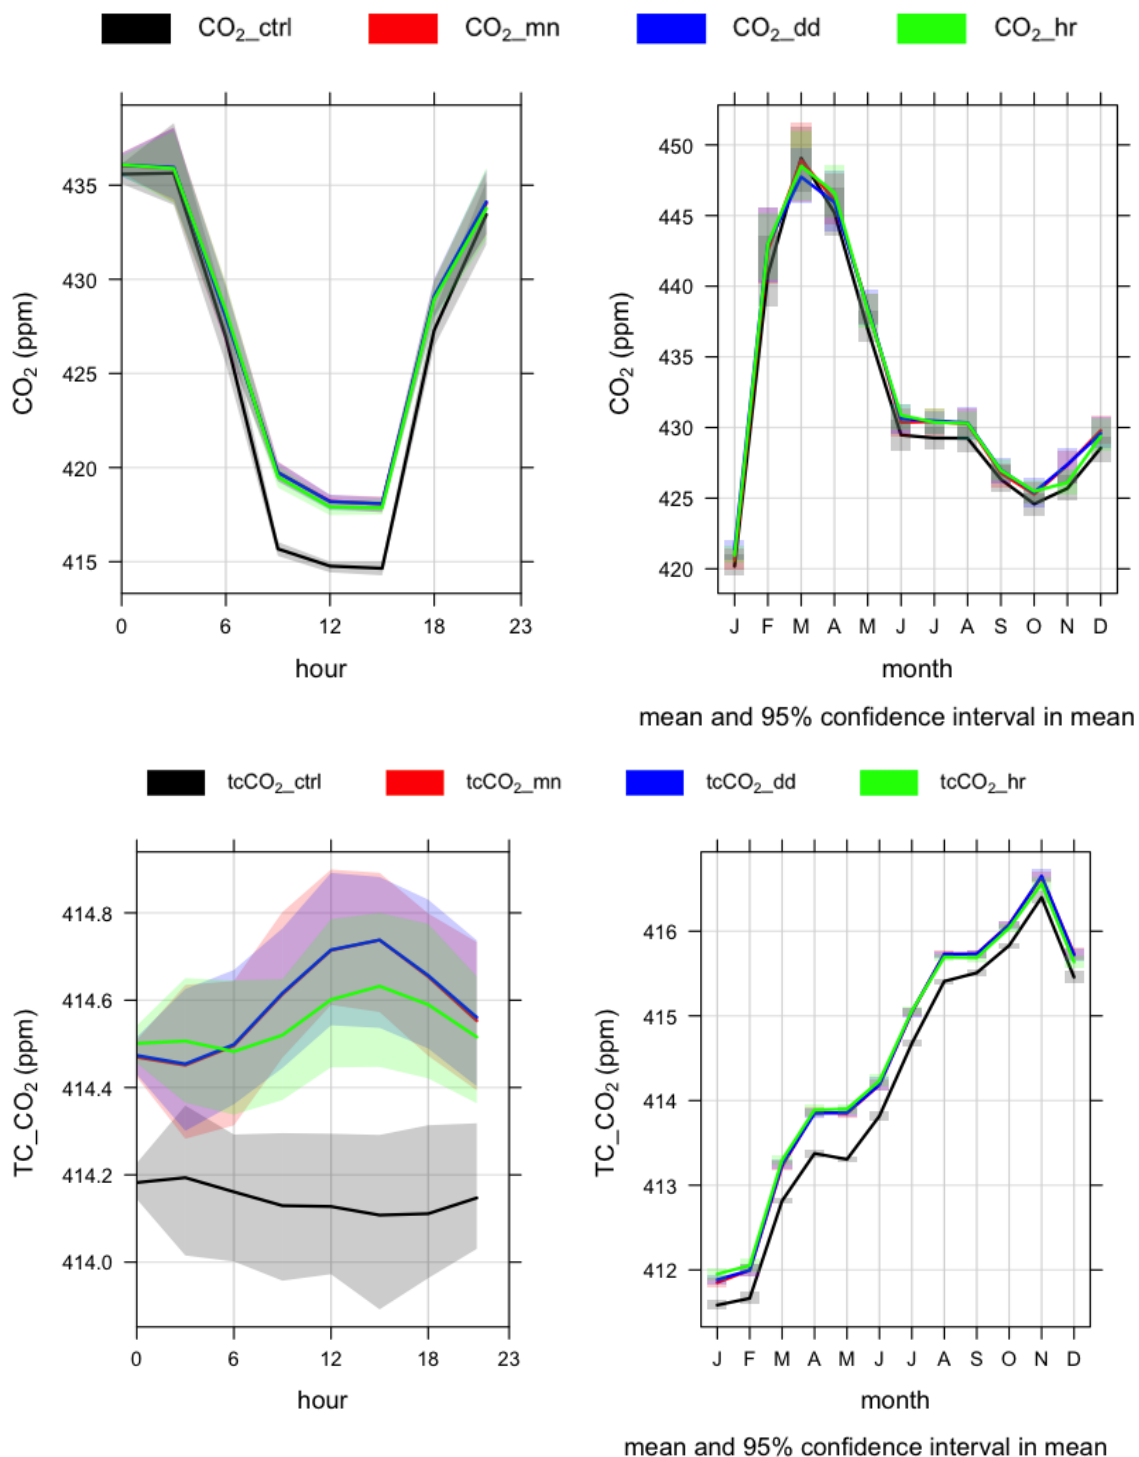 CO₂_ctrl CO₂_mn CO₂_dd CO₂_hr
435
430
425
420
415
CO₂ (ppm)
0 6 12 18 23
hour
450
445
440
435
430
425
420
CO₂ (ppm)
J F M A M J J A S O N D
month
mean and 95% confidence interval in mean
tcCO₂_ctrl tcCO₂_mn tcCO₂_dd tcCO₂_hr
414.8
414.6
414.4
414.2
414.0
TC_CO₂ (ppm)
0 6 12 18 23
hour
416
415
414
413
412
TC_CO₂ (ppm)
J F M A M J J A S O N D
month
mean and 95% confidence interval in mean